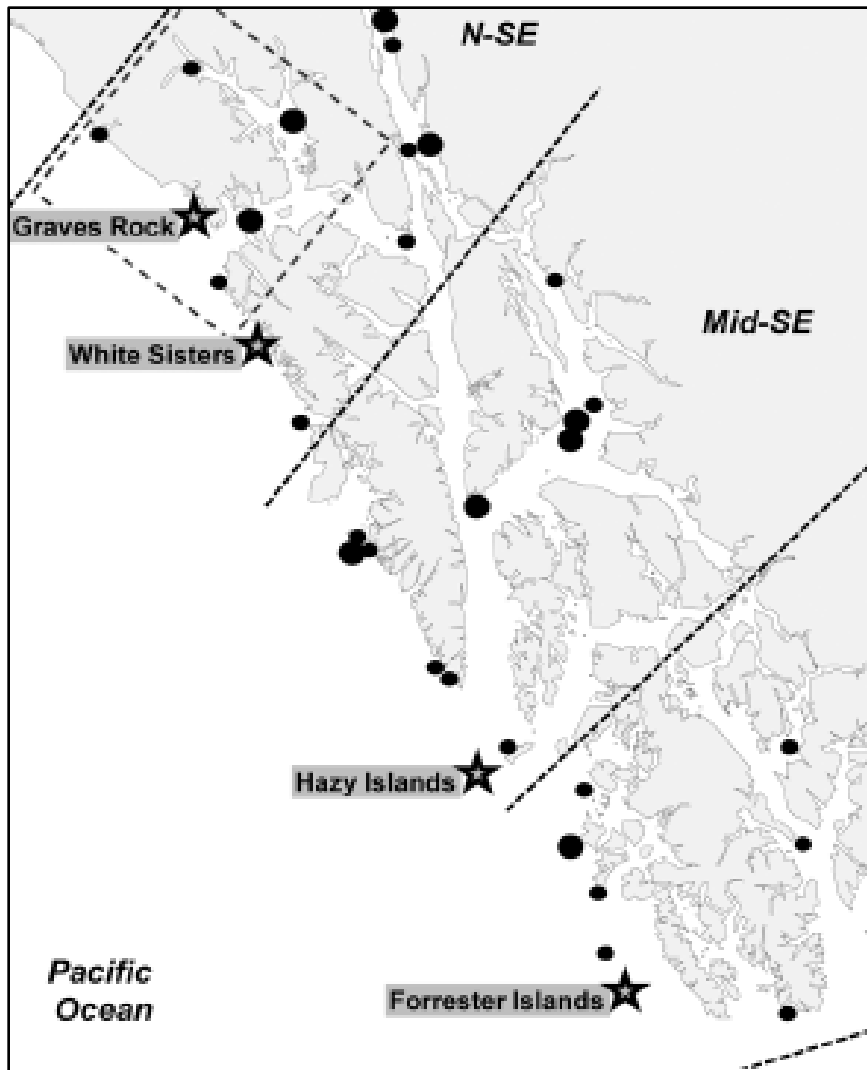 N-SE
Graves Rock
Mid-SE
White Sisters
Hazy Islands
Pacific
Ocean
Forrester Islands